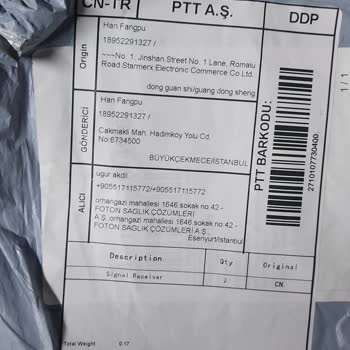 CN-TR
PTT A.Ş.
DDP
Origin
Han Fangpu
18952291327 /
~~~No. 1, Jinshan Street No. 1 Lane, Romalu
Road Starmerx Electronic Commerce Co Ltd.
dong guan shi/guang dong sheng
GÖNDERİCİ
Han Fangpu
18952291327 /
Cakmakli Mah. Hadimkoy Yolu Cd.
No:6734500
BÜYÜKÇEKMECE/İSTANBUL
ALICI
ugur akdil
+905517115772/+905517115772
orhangazi mahallesi 1646.sokak no:42 -
FOTON SAGLIK ÇÖZÜMLERİ
A.Ş.orhangazi mahallesi 1646.sokak no:42 -
FOTON SAĞLIK ÇÖZÜMLERİ A.Ş.
Esenyurt/istanbul
PTT BARKODU:
2710107730400
1/1
Description Qty Original
Signal Receiver 2 CN
Total Weight 0.17